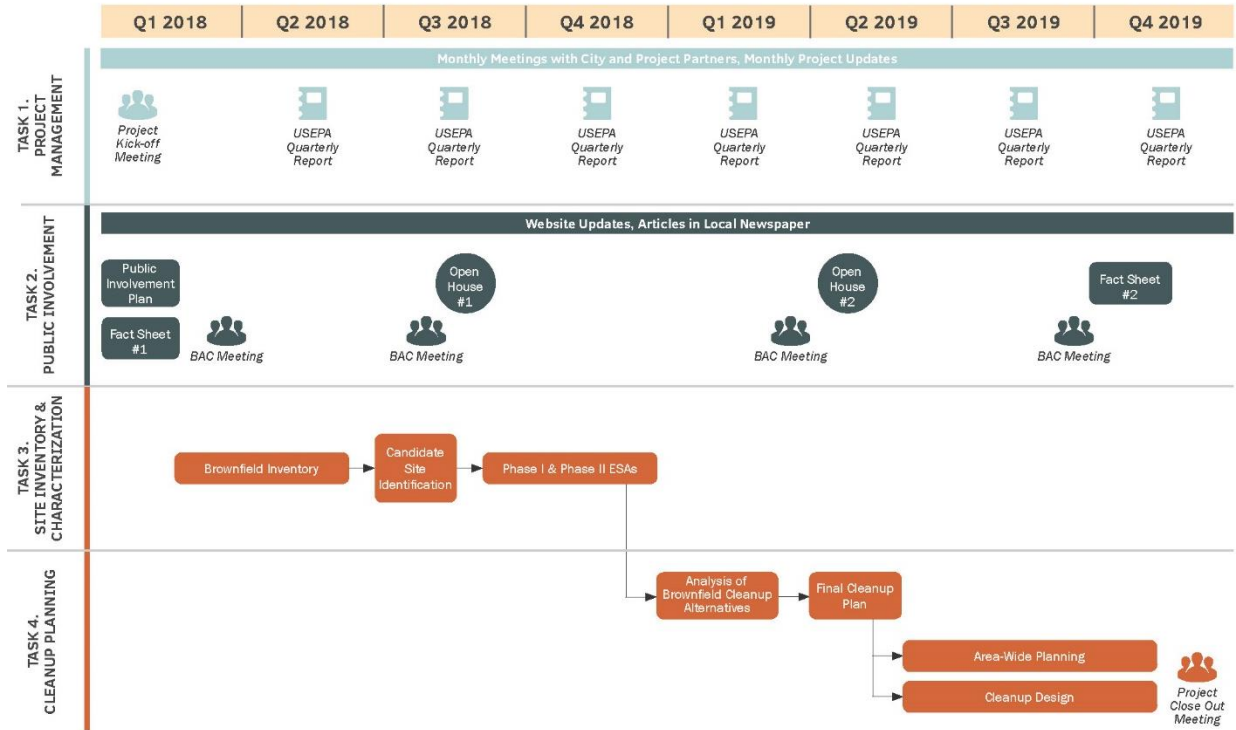 Q1 2018
Q2 2018
Q3 2018
Q4 2018
Q1 2019
Q2 2019
Q3 2019
Q4 2019
TASK 1.
PROJECT
MANAGEMENT
Monthly Meetings with City and Project Partners, Monthly Project Updates
Project
Kick-off
Meeting
USEPA
Quarterly
Report
USEPA
Quarterly
Report
USEPA
Quarterly
Report
USEPA
Quarterly
Report
USEPA
Quarterly
Report
USEPA
Quarterly
Report
USEPA
Quarterly
Report
TASK 2.
PUBLIC INVOLVEMENT
Website Updates, Articles in Local Newspaper
Public
Involvement
Plan
Open
House
#1
Open
House
#2
Fact Sheet
#2
Fact Sheet
#1
BAC Meeting
BAC Meeting
BAC Meeting
BAC Meeting
TASK 3.
SITE INVENTORY &
CHARACTERIZATION
Brownfield Inventory
Candidate
Site
Identification
Phase I & Phase II ESAs
TASK 4.
CLEANUP PLANNING
Analysis of
Brownfield Cleanup
Alternatives
Final Cleanup
Plan
Area-Wide Planning
Cleanup Design
Project
Close Out
Meeting